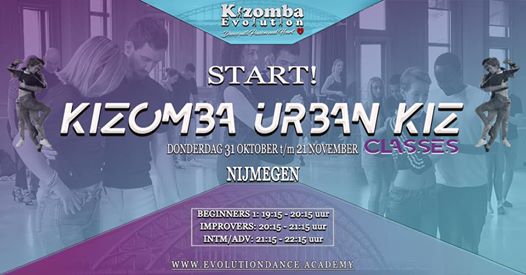 Kizomba
Evolution
START!
KIZOMBA URBAN KIZ
DONDERDAG 31 OKTOBER t/m 21 NOVEMBER CLASSES
NIJMEGEN
BEGINNERS 1: 19:15 - 20:15 uur
IMPROVERS: 20:15 - 21:15 uur
INTM/ADV: 21:15 - 22:15 uur
WWW.EVOLUTIONDANCE.ACADEMY